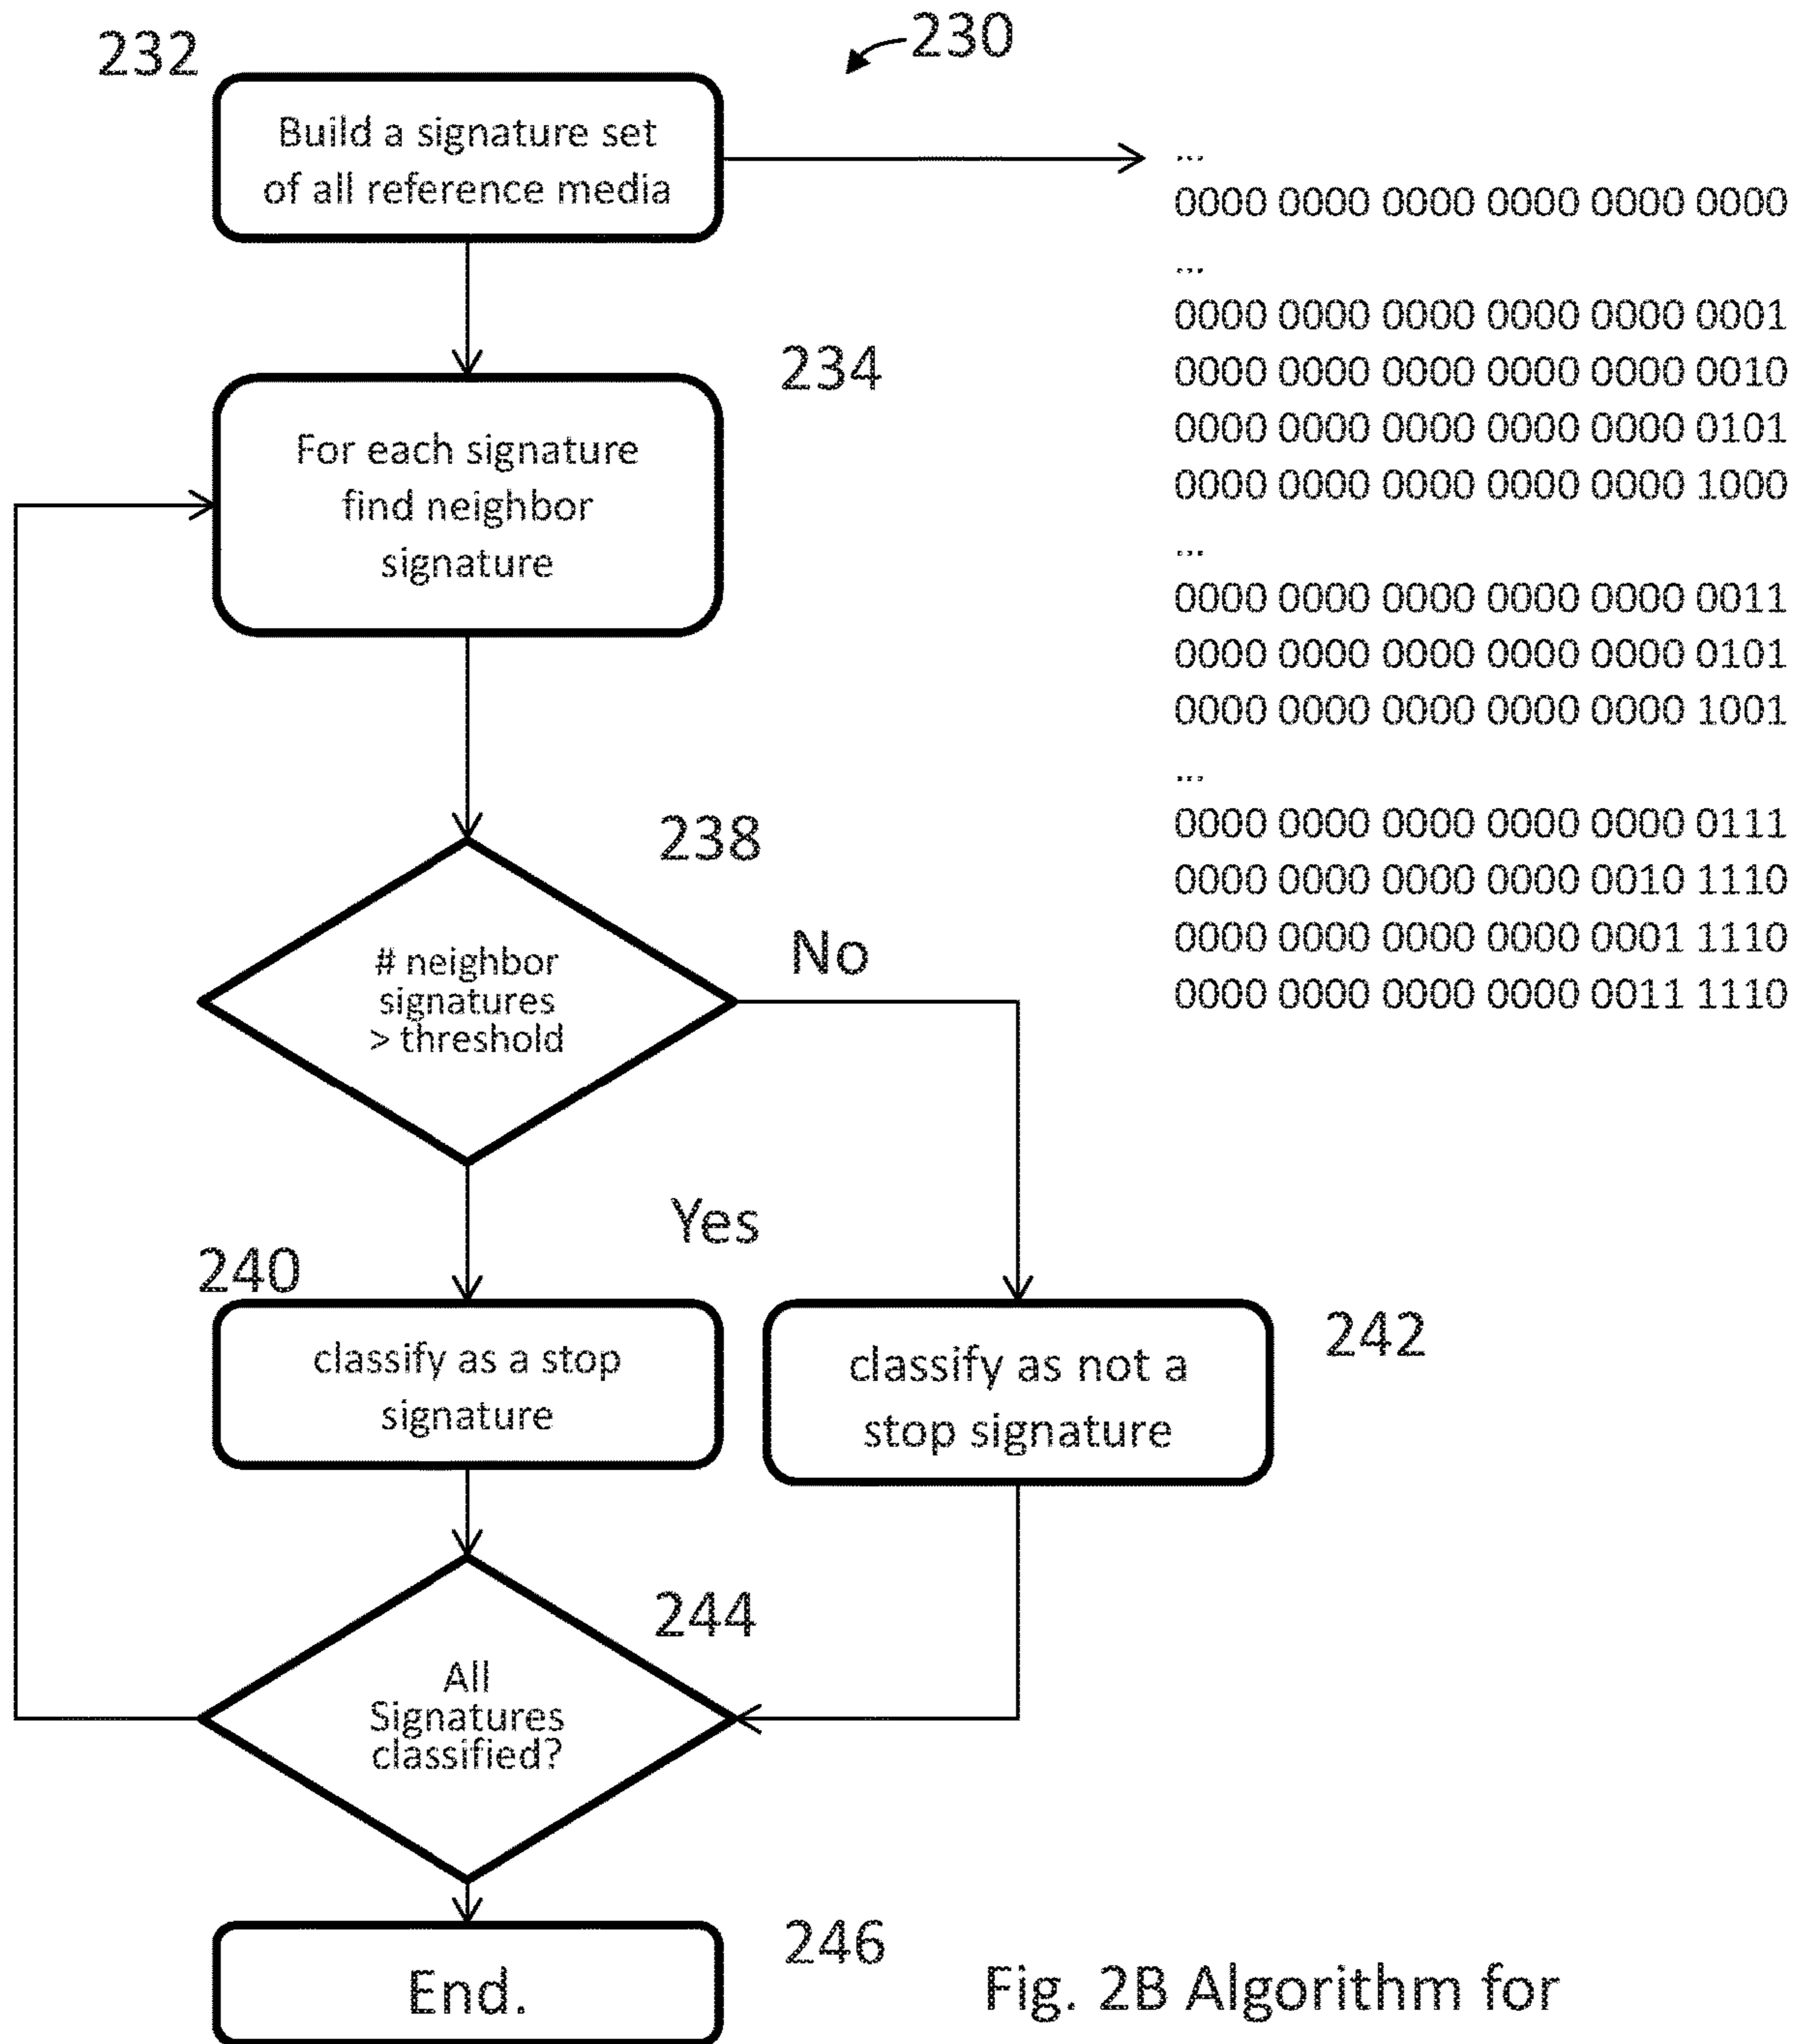 232
230
Build a signature set
of all reference media
...
0000 0000 0000 0000 0000 0000
...
0000 0000 0000 0000 0000 0001
0000 0000 0000 0000 0000 0010
0000 0000 0000 0000 0000 0101
0000 0000 0000 0000 0000 1000
...
0000 0000 0000 0000 0000 0011
0000 0000 0000 0000 0000 0101
0000 0000 0000 0000 0000 1001
...
0000 0000 0000 0000 0000 0111
0000 0000 0000 0000 0010 1110
0000 0000 0000 0000 0001 1110
0000 0000 0000 0000 0011 1110
234
For each signature
find neighbor
signature
238
# neighbor
signatures
> threshold
No
Yes
240
classify as a stop
signature
242
classify as not a
stop signature
244
All
Signatures
classified?
246
End.
Fig. 2B Algorithm for